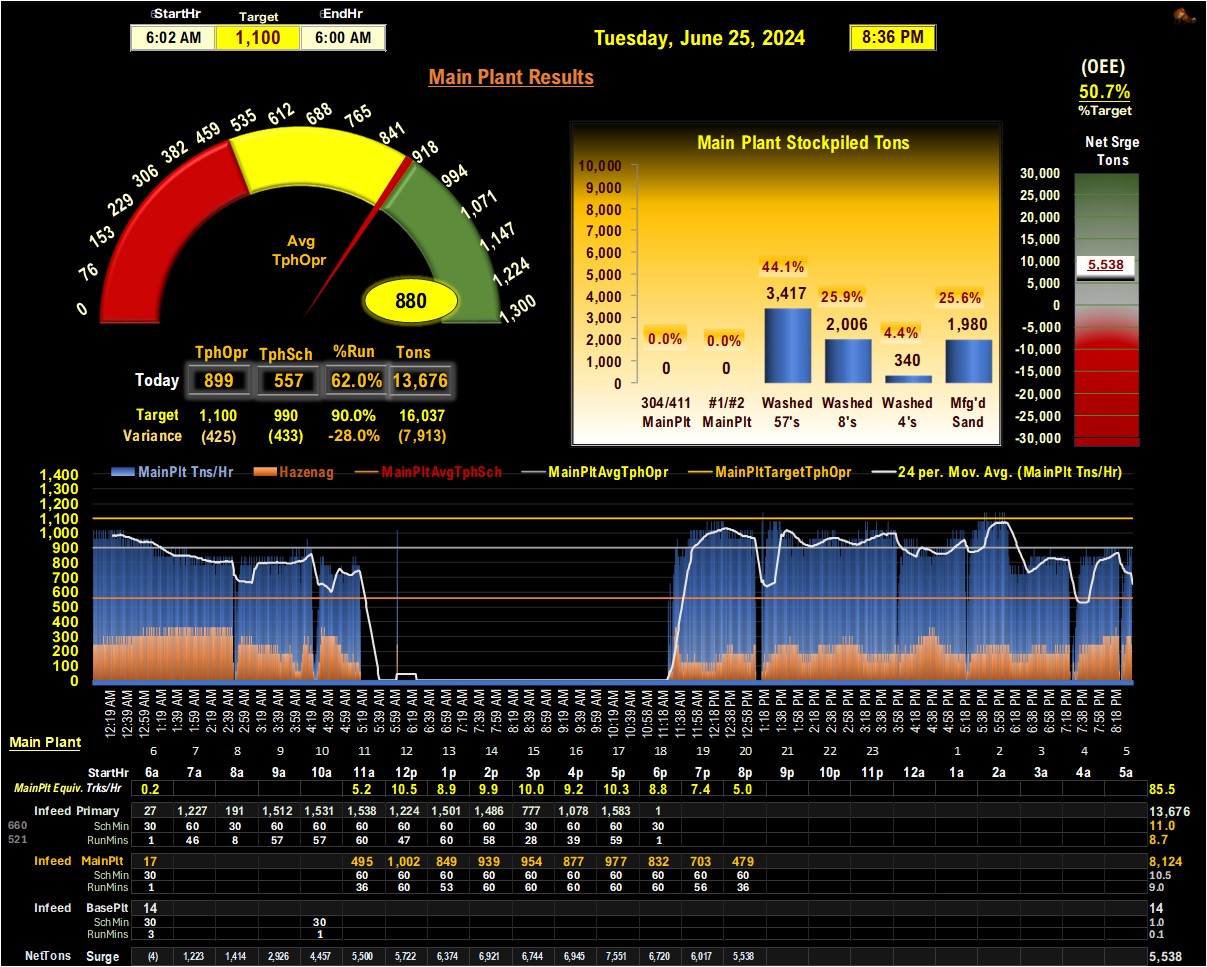 StartHr Target EndHr
6:02 AM 1,100 6:00 AM
Tuesday, June 25, 2024 8:36 PM
Main Plant Results
(OEE)
50.7%
%Target
Net Srge
Tons
0 76 153 229 306 382 459 535 612 688 765 841 918 994 1,071 1,147 1,224 1,300
Avg
TphOpr
880
TphOpr TphSch %Run Tons
Today 899 557 62.0% 13,676
Target 1,100 990 90.0% 16,037
Variance (425) (433) -28.0% (7,913)
Main Plant Stockpiled Tons
10,000
9,000
8,000
7,000
6,000
5,000
4,000
3,000
2,000
1,000
0
0.0% 0.0% 44.1% 25.9% 4.4% 25.6%
0 0 3,417 2,006 340 1,980
304/411 #1/#2 Washed Washed Washed Mfg'd
MainPlt MainPlt 57's 8's 4's Sand
30,000
25,000
20,000
15,000
10,000
5,000
0
-5,000
-10,000
-15,000
-20,000
-25,000
-30,000
5,538
MainPlt Tns/Hr Hazenag MainPltAvgTphSch MainPltAvgTphOpr MainPltTargetTphOpr 24 per. Mov. Avg. (MainPlt Tns/Hr)
1,400
1,300
1,200
1,100
1,000
900
800
700
600
500
400
300
200
100
0
12:19 AM 12:39 AM 12:59 AM 1:19 AM 1:39 AM 1:59 AM 2:19 AM 2:39 AM 2:59 AM 3:19 AM 3:39 AM 3:59 AM 4:19 AM 4:39 AM 4:59 AM 5:19 AM 5:39 AM 5:59 AM 6:19 AM 6:39 AM 6:59 AM 7:19 AM 7:39 AM 7:59 AM 8:19 AM 8:39 AM 8:59 AM 9:19 AM 9:39 AM 9:59 AM 10:19 AM 10:39 AM 10:58 AM 11:18 AM 11:38 AM 11:58 AM 12:18 PM 12:38 PM 12:58 PM 1:18 PM 1:38 PM 1:58 PM 2:18 PM 2:38 PM 2:58 PM 3:18 PM 3:38 PM 3:58 PM 4:18 PM 4:38 PM 4:58 PM 5:18 PM 5:38 PM 5:58 PM 6:18 PM 6:38 PM 6:58 PM 7:18 PM 7:38 PM 7:58 PM 8:18 PM
Main Plant
6 7 8 9 10 11 12 13 14 15 16 17 18 19 20 21 22 23 1 2 3 4 5
StartHr 6a 7a 8a 9a 10a 11a 12p 1p 2p 3p 4p 5p 6p 7p 8p 9p 10p 11p 12a 1a 2a 3a 4a 5a
MainPlt Equiv. Trks/Hr 0.2 5.2 10.5 8.9 9.9 10.0 9.2 10.3 8.8 7.4 5.0 85.5
Infeed Primary 27 1,227 191 1,512 1,531 1,538 1,224 1,501 1,486 777 1,078 1,583 1 13,676
660 SchMin 30 60 30 60 60 60 60 60 60 30 60 60 30 11.0
521 RunMins 1 46 8 57 57 60 47 60 58 28 39 59 1 8.7
Infeed MainPlt 17 495 1,002 849 939 954 877 977 832 703 479 8,124
SchMin 30 60 60 60 60 60 60 60 60 60 60 10.5
RunMins 1 36 60 53 60 60 60 60 60 56 36 9.0
Infeed BasePlt 14 14
SchMin 30 30 1.0
RunMins 3 1 0.1
NetTons Surge (4) 1,223 1,414 2,926 4,457 5,500 5,722 6,374 6,921 6,744 6,945 7,551 6,720 6,017 5,538 5,538